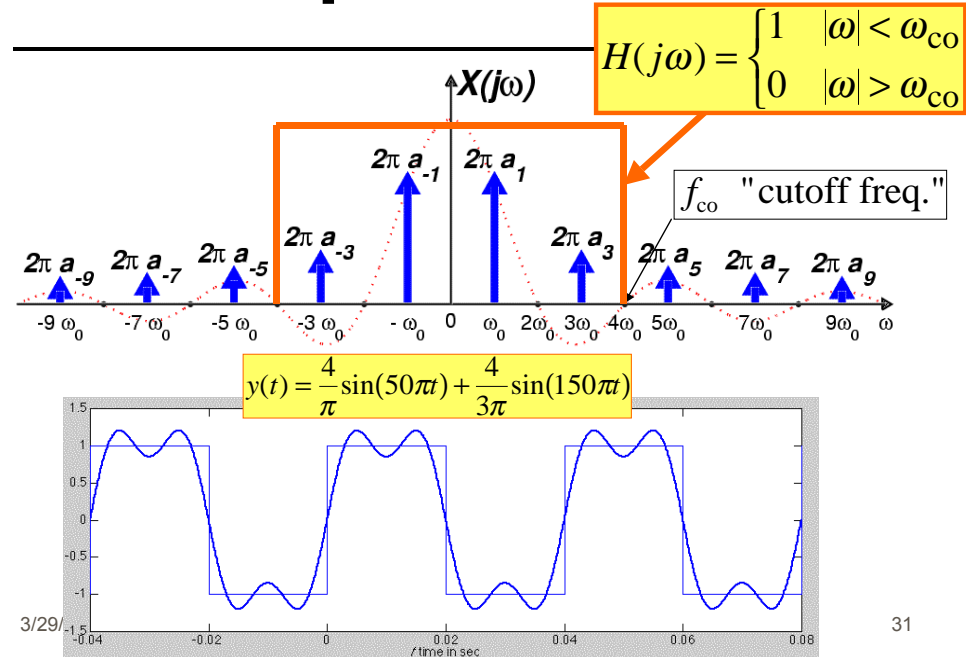 H(jω) = {1 |ω| < ω_co
0 |ω| > ω_co
X(jω)
f_co "cutoff freq."
2π a_-9 2π a_-7 2π a_-5 2π a_-3 2π a_-1 2π a_1 2π a_3 2π a_5 2π a_7 2π a_9
-9 ω_0 -7 ω_0 -5 ω_0 -3 ω_0 - ω_0 0 ω_0 2ω_0 3ω_0 4ω_0 5ω_0 7ω_0 9ω_0 ω
y(t) = 4/π sin(50πt) + 4/3π sin(150πt)
1.5
1
0.5
0
-0.5
-1
-1.5
-0.04 -0.02 0 0.02 0.04 0.06 0.08
time in sec
3/29/
31